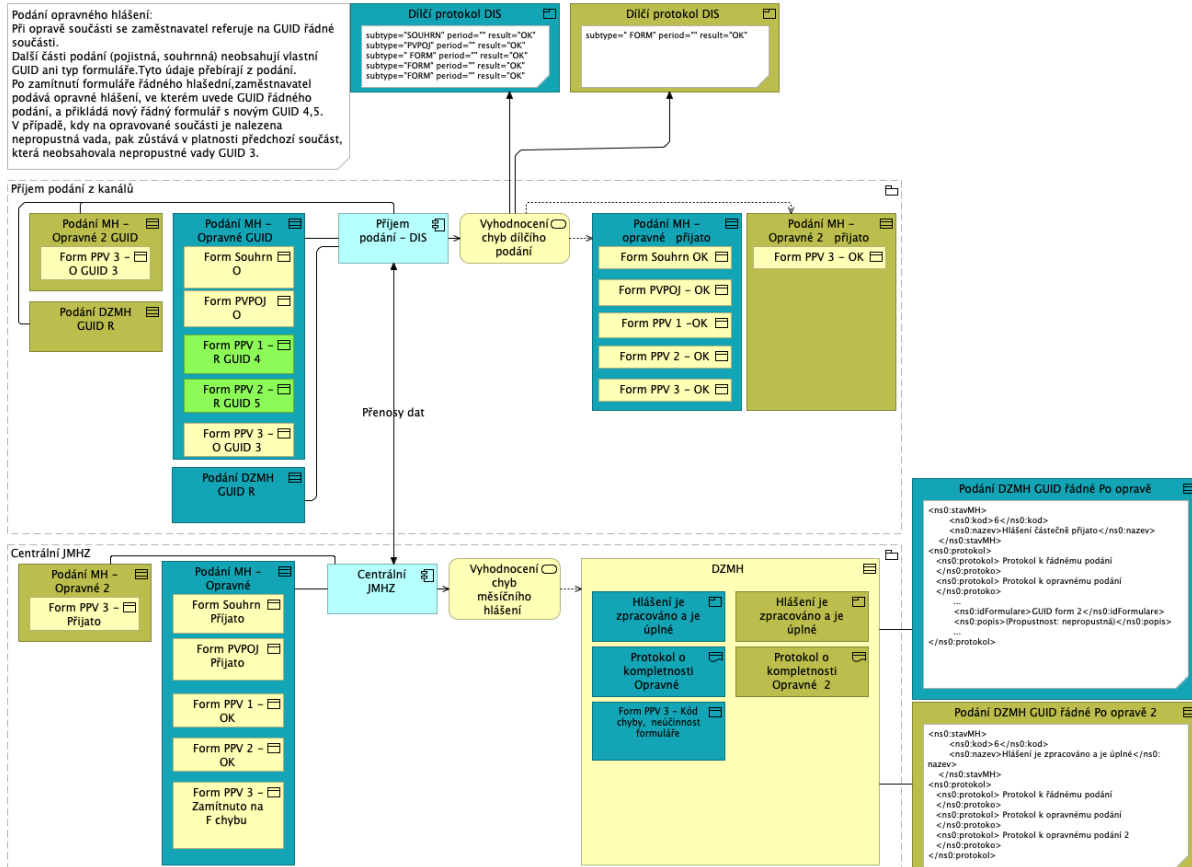 Podání opravného hlášení:
Při opravě součásti se zaměstnavatel referuje na GUID řádné
součásti.
Další části podání (pojistná, souhrnná) neobsahují vlastní
GUID ani typ formuláře.Tyto údaje přebírají z podání.
Po zamítnutí formuláře řádného hlašední,zaměstnavatel
podává opravné hlášení, ve kterém uvede GUID řádného
podání, a přikládá nový řádný formulář s novým GUID 4,5.
V případě, kdy na opravované součásti je nalezena
nepropustná vada, pak zůstává v platnosti předchozí součást,
která neobsahovala nepropustné vady GUID 3.
Dílčí protokol DIS
subtype="SOUHRN" period="" result="OK"
subtype="PVPOJ" period="" result="OK"
subtype=" FORM" period="" result="OK"
subtype="FORM" period="" result="OK"
subtype="FORM" period="" result="OK"
Dílčí protokol DIS
subtype=" FORM" period="" result="OK"
Příjem podání z kanálů
Podání MH –
Opravné 2 GUID
Form PPV 3 –
O GUID 3
Podání DZMH
GUID R
Podání MH –
Opravné GUID
Form Souhrn
O
Form PVPOJ
O
Form PPV 1 –
R GUID 4
Form PPV 2 –
R GUID 5
Form PPV 3 –
O GUID 3
Podání DZMH
GUID R
Příjem
podání – DIS
Vyhodnocení
chyb dílčího
podání
Podání MH –
opravné přijato
Form Souhrn OK
Form PVPOJ – OK
Form PPV 1 –OK
Form PPV 2 – OK
Form PPV 3 – OK
Podání MH –
Opravné 2 přijato
Form PPV 3 – OK
Přenosy dat
Centrální JMHZ
Podání MH –
Opravné 2
Form PPV 3 –
Přijato
Podání MH –
Opravné
Form Souhrn
Příjato
Form PVPOJ
Přijato
Form PPV 1 –
OK
Form PPV 2 –
OK
Form PPV 3 –
Zamítnuto na
F chybu
Centrální
JMHZ
Vyhodnocení
chyb
měsíčního
hlášení
DZMH
Hlášení je
zpracováno a je
úplné
Hlášení je
zpracováno a je
úplné
Protokol o
kompletnosti
Opravné
Protokol o
kompletnosti
Opravné 2
Form PPV 3 – Kód
chyby, neúčinnost
formuláře
Podání DZMH GUID řádné Po opravě
<ns0:stavMH>
<ns0:kod>6</ns0:kod>
<ns0:nazev>Hlášení částečně přijato</ns0:nazev>
</ns0:stavMH>
<ns0:protokol>
<ns0:protokol> Protokol k řádnému podání
</ns0:protoko>
<ns0:protokol> Protokol k opravnému podání
</ns0:protoko>
...
<ns0:idFormulare>GUID form 2</ns0:idFormulare>
<ns0:popis>(Propustnost: nepropustná)</ns0:popis>
...
</ns0:protokol>
Podání DZMH GUID řádné Po opravě 2
<ns0:stavMH>
<ns0:kod>6</ns0:kod>
<ns0:nazev>Hlášení je zpracováno a je úplné</ns0:
nazev>
</ns0:stavMH>
<ns0:protokol>
<ns0:protokol> Protokol k řádnému podání
</ns0:protoko>
<ns0:protokol> Protokol k opravnému podání
</ns0:protoko>
<ns0:protokol> Protokol k opravnému podání 2
</ns0:protoko>
</ns0:protokol>